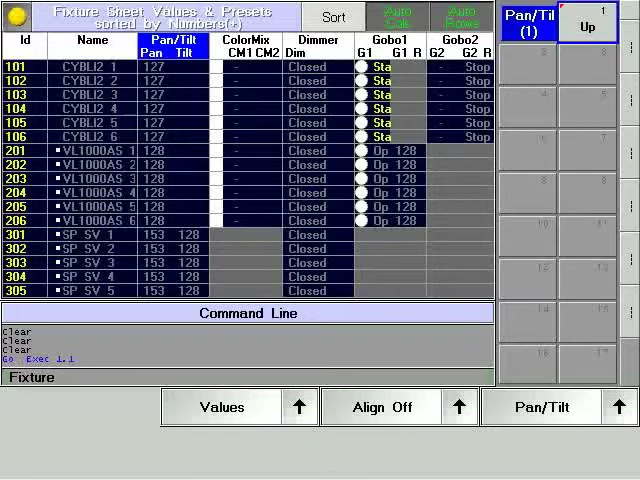 Fixture Sheet Values & Presets
sorted by Numbers(+)
Sort
Auto
Cols.
Auto
Rows.
Pan/Til
(1)
1
Up
Id Name Pan/Tilt ColorMix Dimmer Gobo1 Gobo2
Pan Tilt CM1 CM2 Dim G1 G1 R G2 G2 R
101 CYBLI2 1 127 - Closed Sta - Stop
102 CYBLI2 2 127 - Closed Sta - Stop
103 CYBLI2 3 127 - Closed Sta - Stop
104 CYBLI2 4 127 - Closed Sta - Stop
105 CYBLI2 5 127 - Closed Sta - Stop
106 CYBLI2 6 127 - Closed Sta - Stop
201 VL1000AS 1 128 - Closed Op 128
202 VL1000AS 2 128 - Closed Op 128
203 VL1000AS 3 128 - Closed Op 128
204 VL1000AS 4 128 - Closed Op 128
205 VL1000AS 5 128 - Closed Op 128
206 VL1000AS 6 128 - Closed Op 128
301 SP SV 1 153 128 Closed
302 SP SV 2 153 128 Closed
303 SP SV 3 153 128 Closed
304 SP SV 4 153 128 Closed
305 SP SV 5 153 128 Closed
Command Line
Clear
Clear
Clear
Go Exec 1.1
Fixture
Values
Align Off
Pan/Tilt